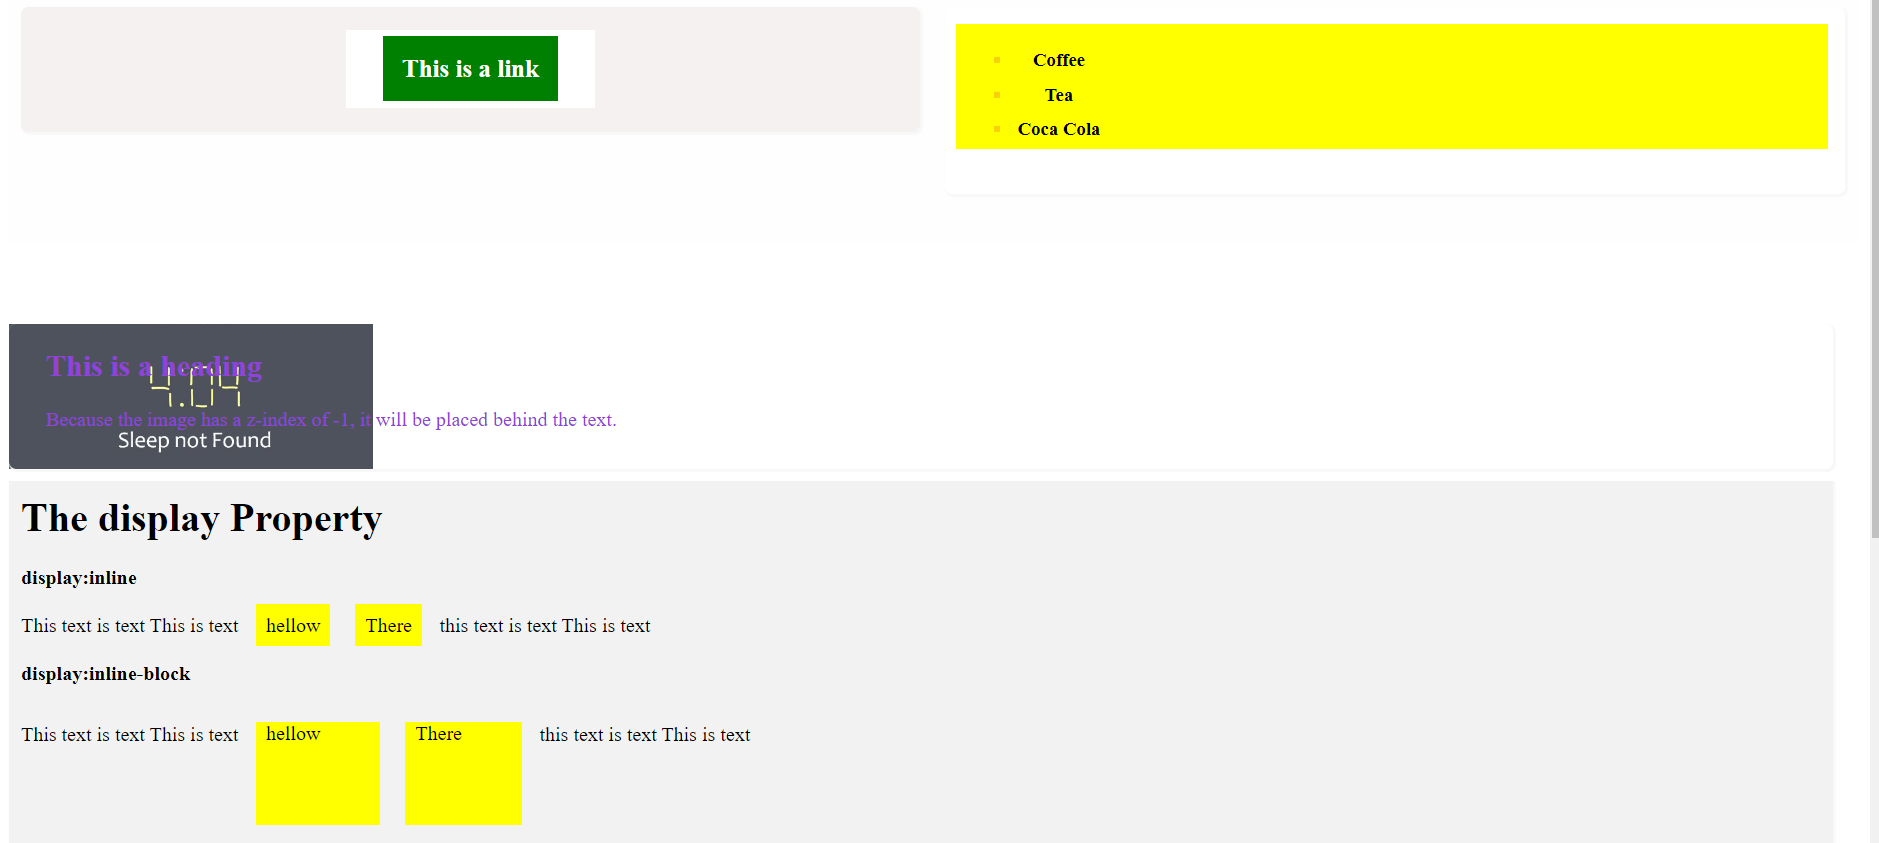 This is a link
Coffee
Tea
Coca Cola
This is a heading
4.04
Because the image has a z-index of -1, it will be placed behind the text.
Sleep not Found
The display Property
display:inline
This text is text This is text hellow There this text is text This is text
display:inline-block
This text is text This is text hellow There this text is text This is text